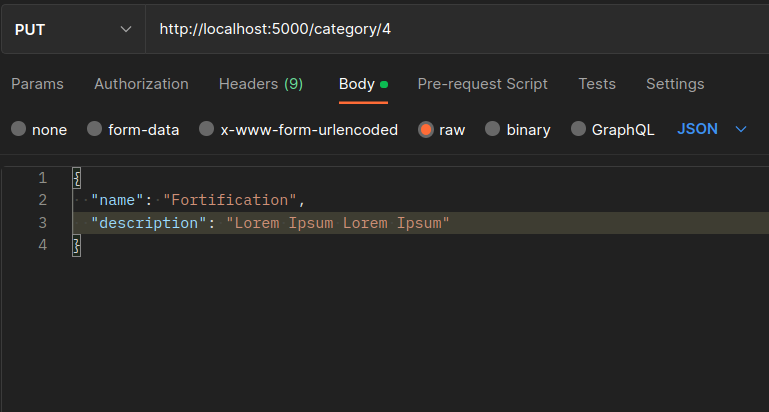 PUT http://localhost:5000/category/4
Params Authorization Headers (9) Body Pre-request Script Tests Settings
none form-data x-www-form-urlencoded raw binary GraphQL JSON
1 {
2 "name": "Fortification",
3 "description": "Lorem Ipsum Lorem Ipsum"
4 }